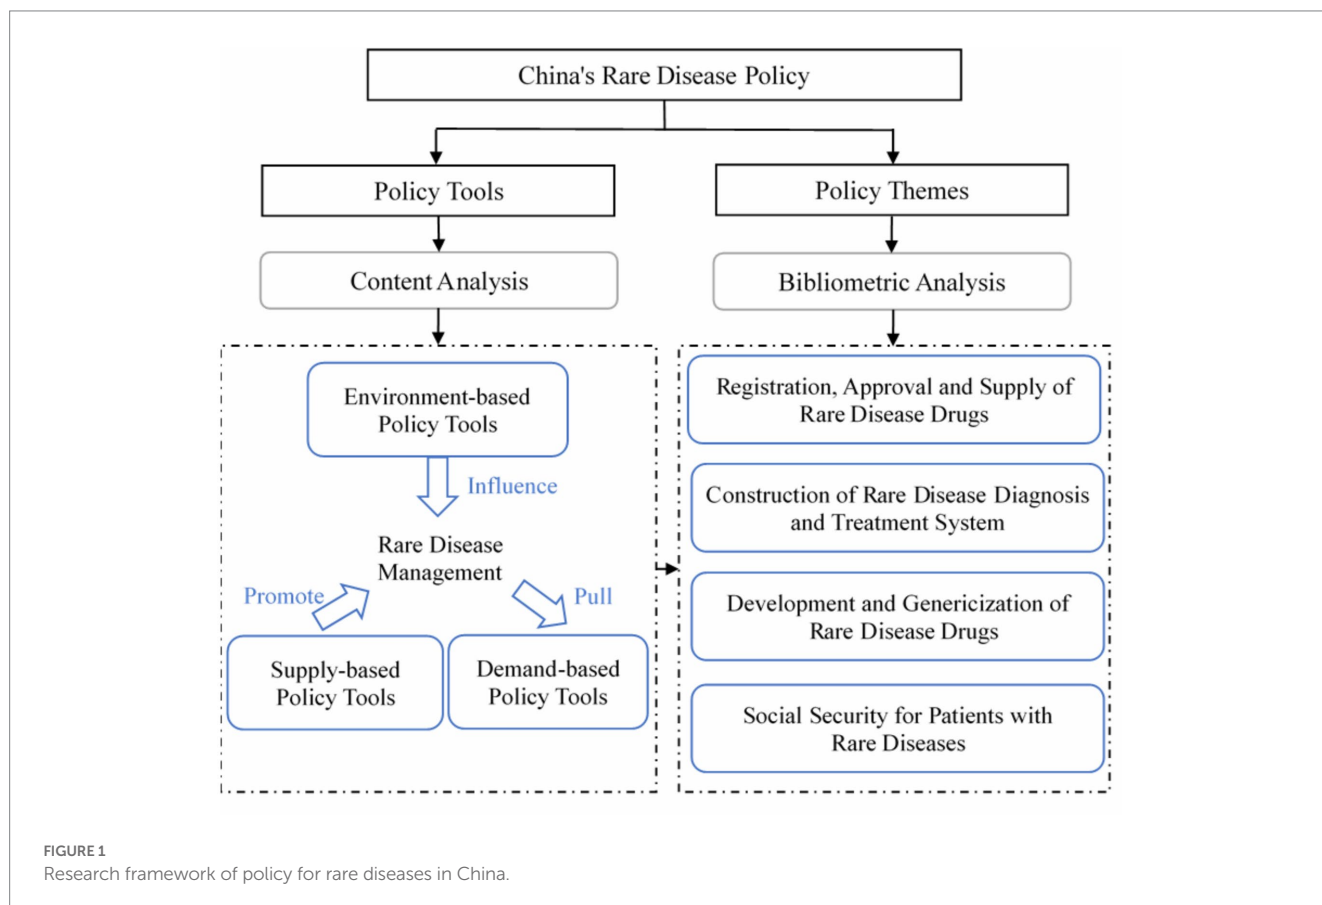 China's Rare Disease Policy
Policy Tools
Policy Themes
Content Analysis
Bibliometric Analysis
Environment-based
Policy Tools
Influence
Rare Disease
Management
Promote
Pull
Supply-based
Policy Tools
Demand-based
Policy Tools
Registration, Approval and Supply of
Rare Disease Drugs
Construction of Rare Disease Diagnosis
and Treatment System
Development and Genericization of
Rare Disease Drugs
Social Security for Patients with
Rare Diseases
FIGURE 1
Research framework of policy for rare diseases in China.